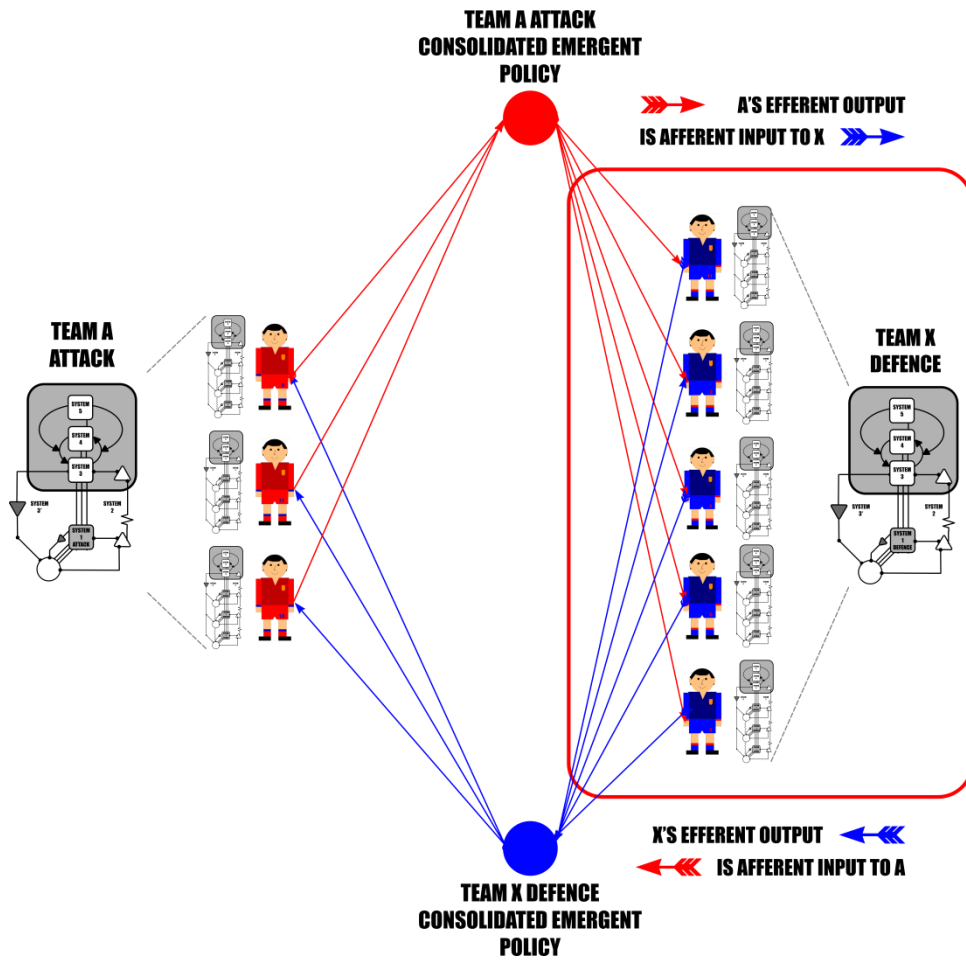 TEAM A ATTACK
CONSOLIDATED EMERGENT
POLICY
A'S EFFERENT OUTPUT
IS AFFERENT INPUT TO X
TEAM A
ATTACK
SYSTEM
5
SYSTEM
4
SYSTEM
3
SYSTEM
3'
SYSTEM
2
SYSTEM
1
ATTACK
TEAM X
DEFENCE
SYSTEM
5
SYSTEM
4
SYSTEM
3
SYSTEM
3'
SYSTEM
2
SYSTEM
1
DEFENCE
X'S EFFERENT OUTPUT
IS AFFERENT INPUT TO A
TEAM X DEFENCE
CONSOLIDATED EMERGENT
POLICY